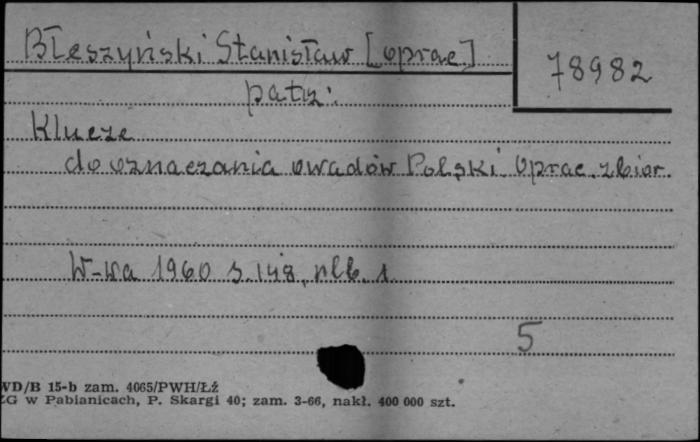 Błeszyński Stanisław [oprac.]
78982
patrz:
Klucze
do oznaczania owadów Polski. Oprac. zbior.
W-wa 1960 s. 148, nlb. 1
5
WD/B 15-b zam. 4065/PWH/Łź
ZG w Pabianicach, P. Skargi 40; zam. 3-66, nakł. 400 000 szt.